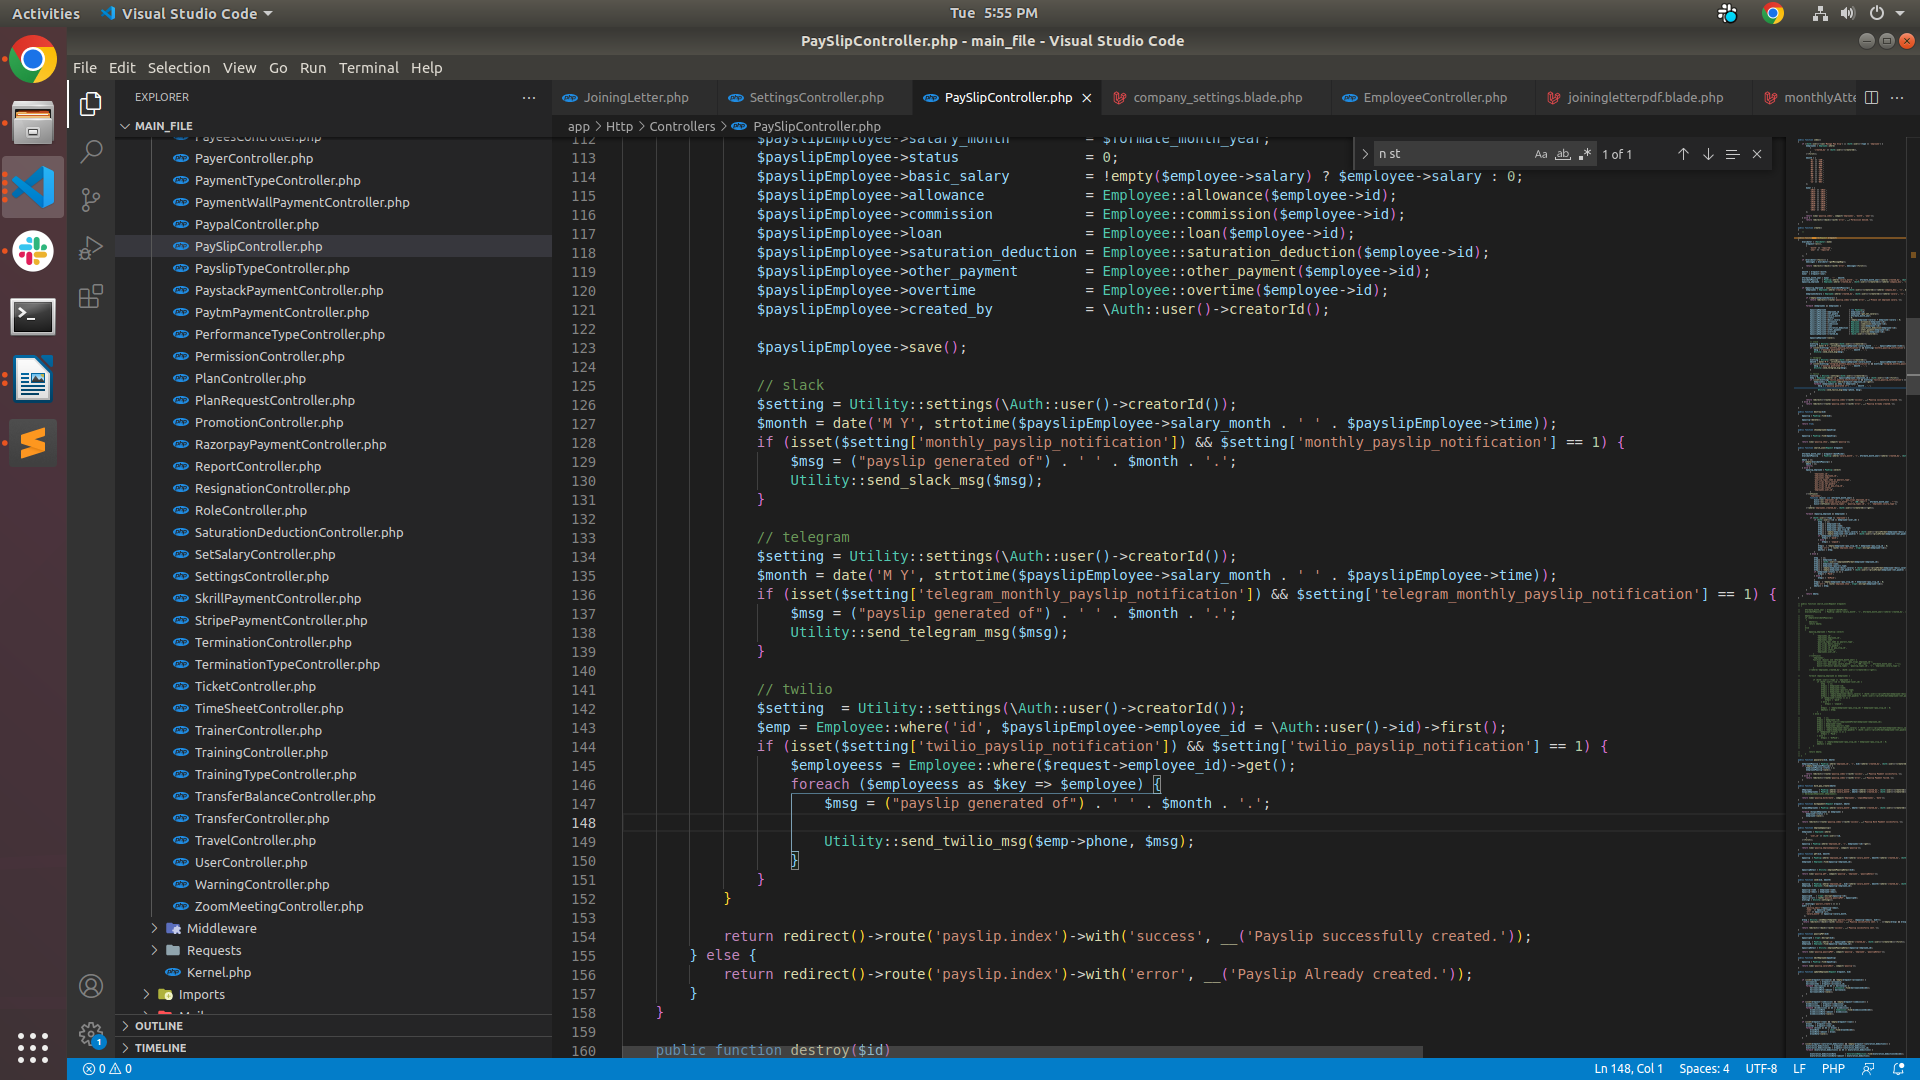 Activities
Visual Studio Code
Tue 5:55 PM
PaySlipController.php - main_file - Visual Studio Code
File Edit Selection View Go Run Terminal Help
EXPLORER
MAIN_FILE
PayeesController.php
PayerController.php
PaymentTypeController.php
PaymentWallPaymentController.php
PaypalController.php
PaySlipController.php
PayslipTypeController.php
PaystackPaymentController.php
PaytmPaymentController.php
PerformanceTypeController.php
PermissionController.php
PlanController.php
PlanRequestController.php
PromotionController.php
RazorpayPaymentController.php
ReportController.php
ResignationController.php
RoleController.php
SaturationDeductionController.php
SetSalaryController.php
SettingsController.php
SkrillPaymentController.php
StripePaymentController.php
TerminationController.php
TerminationTypeController.php
TicketController.php
TimeSheetController.php
TrainerController.php
TrainingController.php
TrainingTypeController.php
TransferBalanceController.php
TransferController.php
TravelController.php
UserController.php
WarningController.php
ZoomMeetingController.php
Middleware
Requests
Kernel.php
Imports
OUTLINE
TIMELINE
JoiningLetter.php
SettingsController.php
PaySlipController.php
company_settings.blade.php
EmployeeController.php
joiningletterpdf.blade.php
monthlyAtte
app > Http > Controllers > PaySlipController.php
n st
Aa ab .* 1 of 1
112 $payslipEmployee->salary_month = $formate_month_year;
113 $payslipEmployee->status = 0;
114 $payslipEmployee->basic_salary = !empty($employee->salary) ? $employee->salary : 0;
115 $payslipEmployee->allowance = Employee::allowance($employee->id);
116 $payslipEmployee->commission = Employee::commission($employee->id);
117 $payslipEmployee->loan = Employee::loan($employee->id);
118 $payslipEmployee->saturation_deduction = Employee::saturation_deduction($employee->id);
119 $payslipEmployee->other_payment = Employee::other_payment($employee->id);
120 $payslipEmployee->overtime = Employee::overtime($employee->id);
121 $payslipEmployee->created_by = \Auth::user()->creatorId();
122
123 $payslipEmployee->save();
124
125 // slack
126 $setting = Utility::settings(\Auth::user()->creatorId());
127 $month = date('M Y', strtotime($payslipEmployee->salary_month . ' ' . $payslipEmployee->time));
128 if (isset($setting['monthly_payslip_notification']) && $setting['monthly_payslip_notification'] == 1) {
129 $msg = ("payslip generated of") . ' ' . $month . '.';
130 Utility::send_slack_msg($msg);
131 }
132
133 // telegram
134 $setting = Utility::settings(\Auth::user()->creatorId());
135 $month = date('M Y', strtotime($payslipEmployee->salary_month . ' ' . $payslipEmployee->time));
136 if (isset($setting['telegram_monthly_payslip_notification']) && $setting['telegram_monthly_payslip_notification'] == 1) {
137 $msg = ("payslip generated of") . ' ' . $month . '.';
138 Utility::send_telegram_msg($msg);
139 }
140
141 // twilio
142 $setting  = Utility::settings(\Auth::user()->creatorId());
143 $emp = Employee::where('id', $payslipEmployee->employee_id = \Auth::user()->id)->first();
144 if (isset($setting['twilio_payslip_notification']) && $setting['twilio_payslip_notification'] == 1) {
145 $employeess = Employee::where($request->employee_id)->get();
146 foreach ($employeess as $key => $employee) {
147 $msg = ("payslip generated of") . ' ' . $month . '.';
148
149 Utility::send_twilio_msg($emp->phone, $msg);
150 }
151 }
152 }
153
154 return redirect()->route('payslip.index')->with('success', __('Payslip successfully created.'));
155 } else {
156 return redirect()->route('payslip.index')->with('error', __('Payslip Already created.'));
157 }
158 }
159
160 public function destroy($id)
1
0 0
Ln 148, Col 1 Spaces: 4 UTF-8 LF PHP